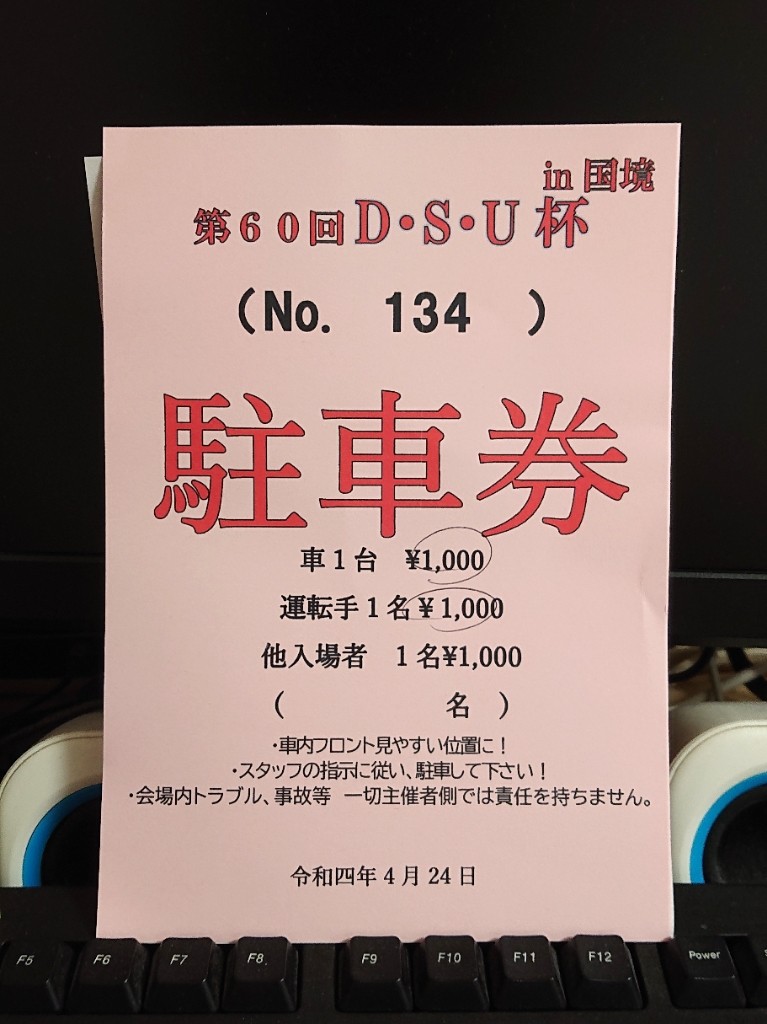 in 国境
第60回 D・S・U 杯
(No. 134 )
駐車券
車1台 ¥1,000
運転手1名¥1,000
他入場者 1名¥1,000
( 名 )
・車内フロント見やすい位置に!
・スタッフの指示に従い、駐車して下さい!
・会場内トラブル、事故等 一切主催者側では責任を持ちません。
令和四年4月24日
F5 F6 F7 F8 F9 F10 F11 F12 Power